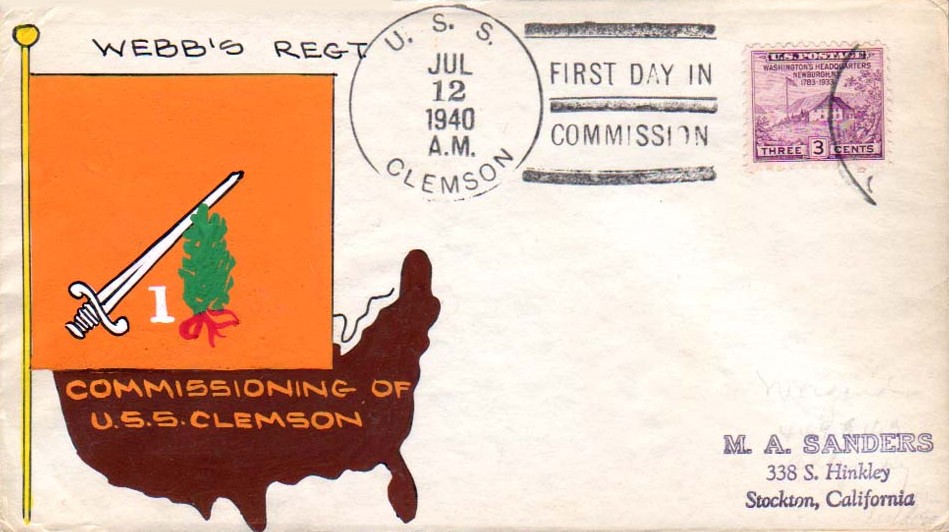 WEBB'S REGT
1
COMMISSIONING OF
U.S.S. CLEMSON
U. S. S.
JUL
12
1940
A.M.
CLEMSON
FIRST DAY IN
COMMISSION
U.S. POSTAGE
WASHINGTON'S HEADQUARTERS
NEWBURGH, N.Y.
1783-1933
THREE 3 CENTS
M. A. SANDERS
338 S. Hinkley
Stockton, California